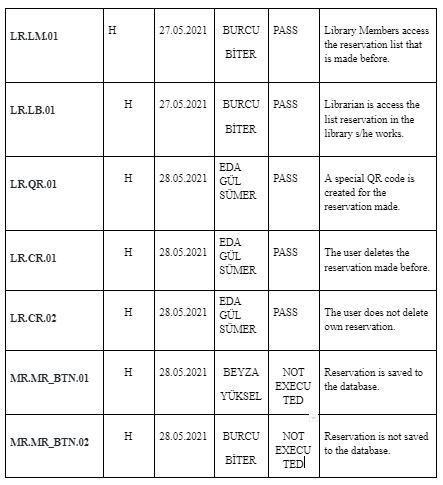 LR.LM.01 H 27.05.2021 BURCU BİTER PASS Library Members access the reservation list that is made before.
LR.LB.01 H 27.05.2021 BURCU BİTER PASS Librarian is access the list reservation in the library s/he works.
LR.QR.01 H 28.05.2021 EDA GÜL SÜMER PASS A special QR code is created for the reservation made.
LR.CR.01 H 28.05.2021 EDA GÜL SÜMER PASS The user deletes the reservation made before.
LR.CR.02 H 28.05.2021 EDA GÜL SÜMER PASS The user does not delete own reservation.
MR.MR_BTN.01 H 28.05.2021 BEYZA YÜKSEL NOT EXECUTED Reservation is saved to the database.
MR.MR_BTN.02 H 28.05.2021 BURCU BİTER NOT EXECUTED Reservation is not saved to the database.